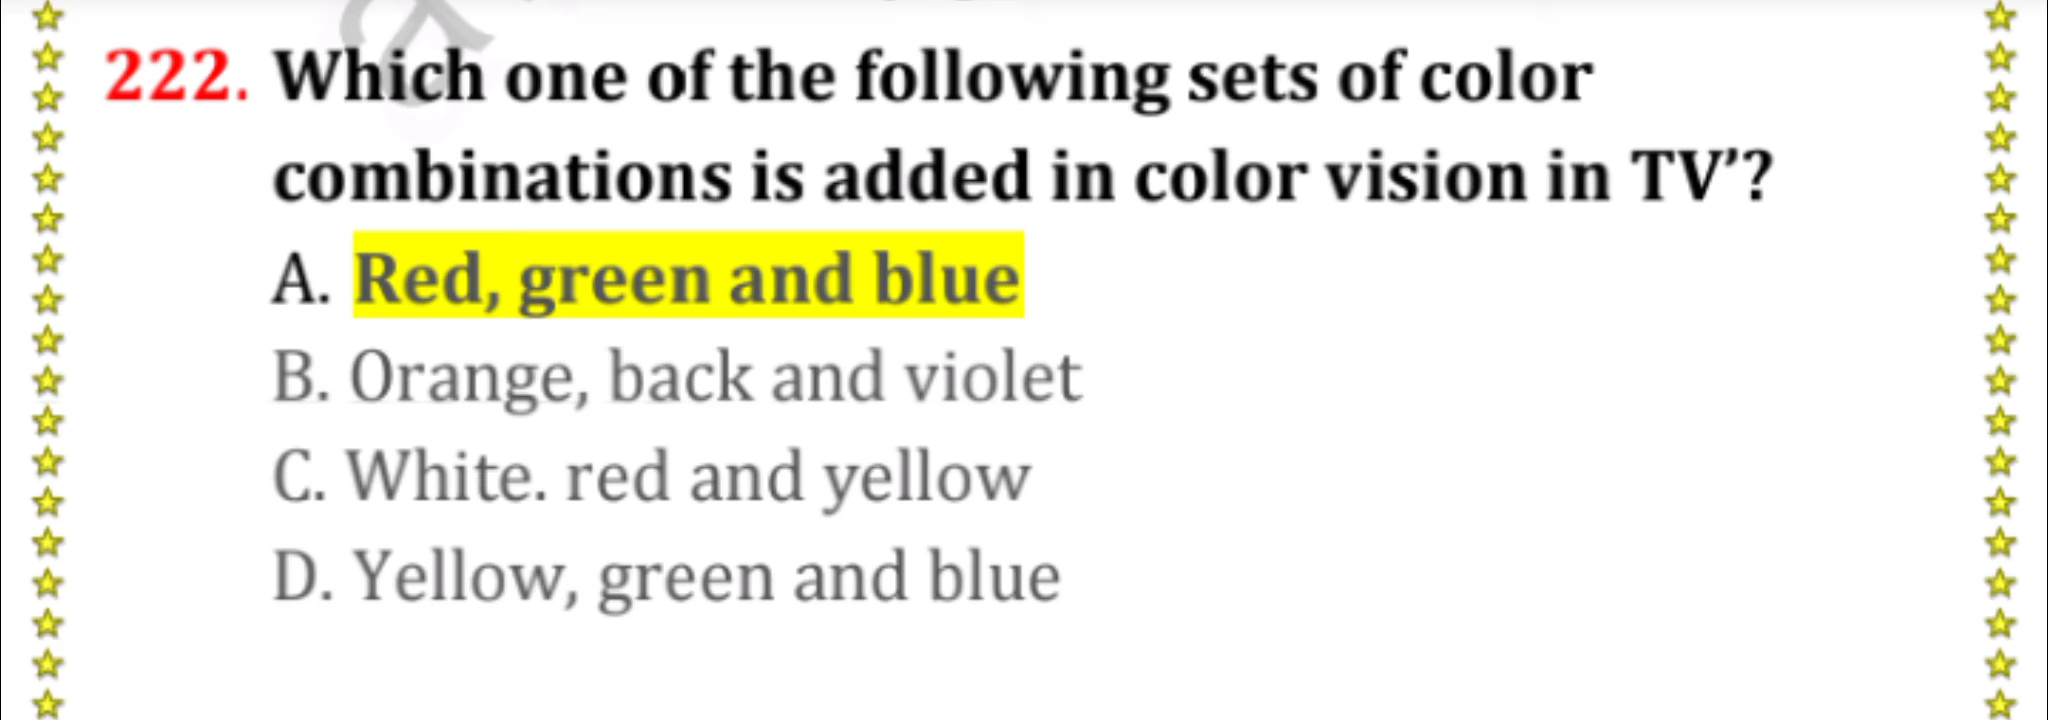 222. Which one of the following sets of color
combinations is added in color vision in TV’?
A. Red, green and blue
B. Orange, back and violet
C. White. red and yellow
D. Yellow, green and blue